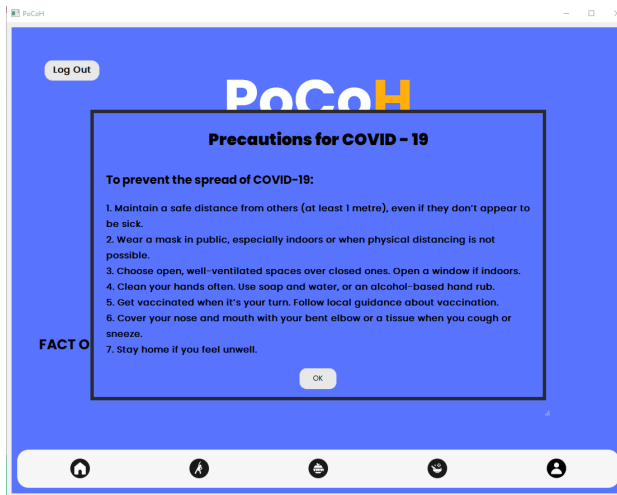 PoCoH
Log Out
PoCoH
Precautions for COVID - 19
To prevent the spread of COVID-19:
1. Maintain a safe distance from others (at least 1 metre), even if they don't appear to
be sick.
2. Wear a mask in public, especially indoors or when physical distancing is not
possible.
3. Choose open, well-ventilated spaces over closed ones. Open a window if indoors.
4. Clean your hands often. Use soap and water, or an alcohol-based hand rub.
5. Get vaccinated when it's your turn. Follow local guidance about vaccination.
6. Cover your nose and mouth with your bent elbow or a tissue when you cough or
sneeze.
7. Stay home if you feel unwell.
FACT O
OK